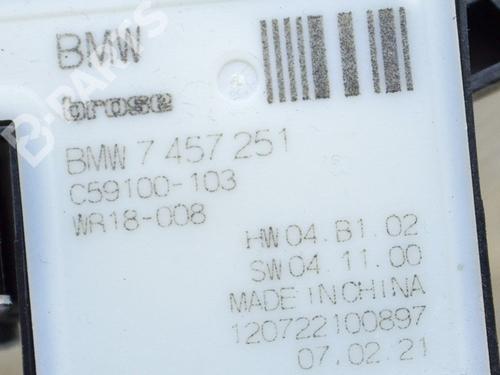 BMW
brose
BMW 7 457 251
C59100-103
WR18-008
HW 04.B1.02
SW 04.11.00
MADE IN CHINA
120722100897
07.02.21
B-PARTS